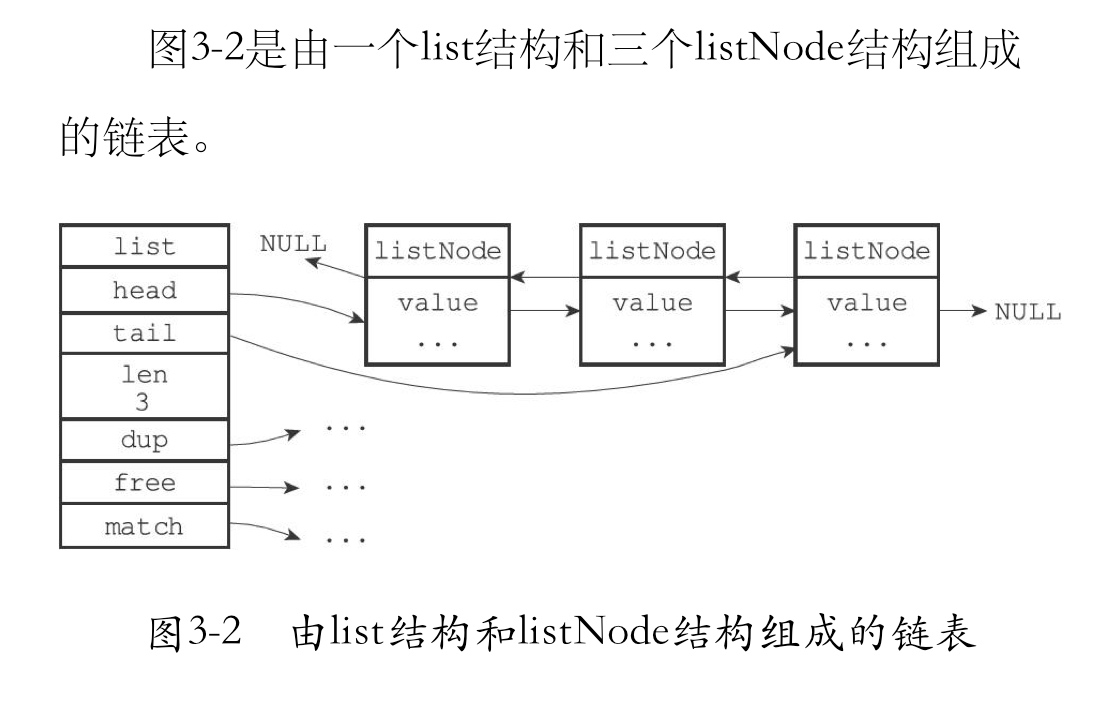 图3-2是由一个list结构和三个listNode结构组成
的链表。
list
head
tail
len
3
dup
free
match
NULL
listNode
value
...
listNode
value
...
listNode
value
...
NULL
...
...
...
图3-2 由list结构和listNode结构组成的链表